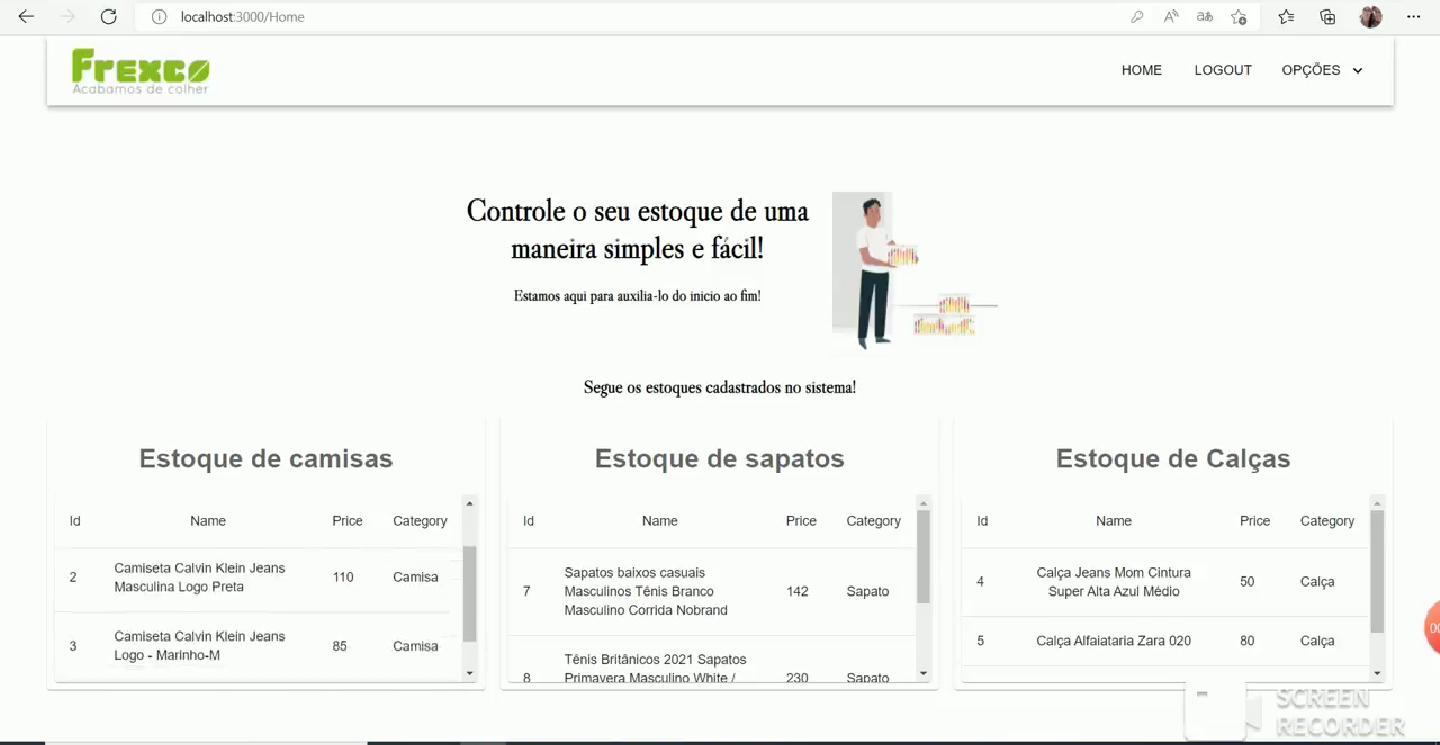 localhost:3000/Home
Frexco
Acabamos de colher
HOME LOGOUT OPÇÕES
Controle o seu estoque de uma
maneira simples e fácil!
Estamos aqui para auxilia-lo do inicio ao fim!
Segue os estoques cadastrados no sistema!
Estoque de camisas
Id Name Price Category
2 Camiseta Calvin Klein Jeans Masculina Logo Preta 110 Camisa
3 Camiseta Calvin Klein Jeans Logo - Marinho-M 85 Camisa
Estoque de sapatos
Id Name Price Category
7 Sapatos baixos casuais Masculinos Tênis Branco Masculino Corrida Nobrand 142 Sapato
8 Tênis Britânicos 2021 Sapatos Primavera Masculino White / 230 Sapato
Estoque de Calças
Id Name Price Category
4 Calça Jeans Mom Cintura Super Alta Azul Médio 50 Calça
5 Calça Alfaiataria Zara 020 80 Calça
00
SCREEN
RECORDER